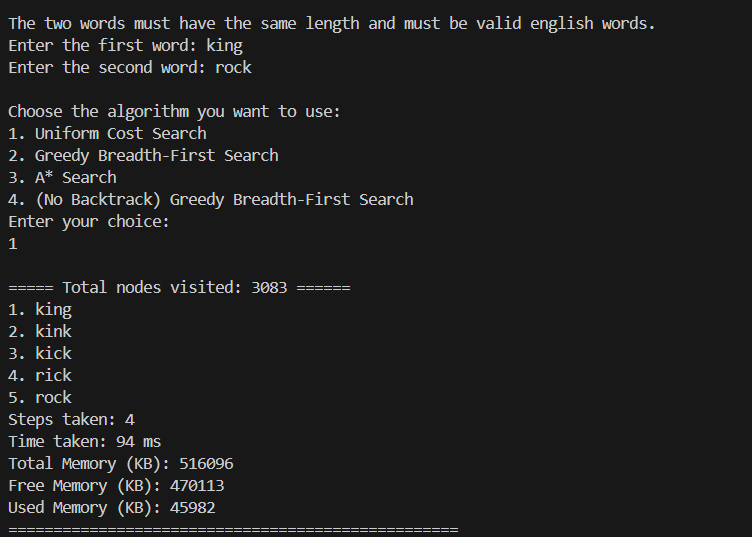 The two words must have the same length and must be valid english words.
Enter the first word: king
Enter the second word: rock
Choose the algorithm you want to use:
1. Uniform Cost Search
2. Greedy Breadth-First Search
3. A* Search
4. (No Backtrack) Greedy Breadth-First Search
Enter your choice:
1
===== Total nodes visited: 3083 ======
1. king
2. kink
3. kick
4. rick
5. rock
Steps taken: 4
Time taken: 94 ms
Total Memory (KB): 516096
Free Memory (KB): 470113
Used Memory (KB): 45982
==================================================